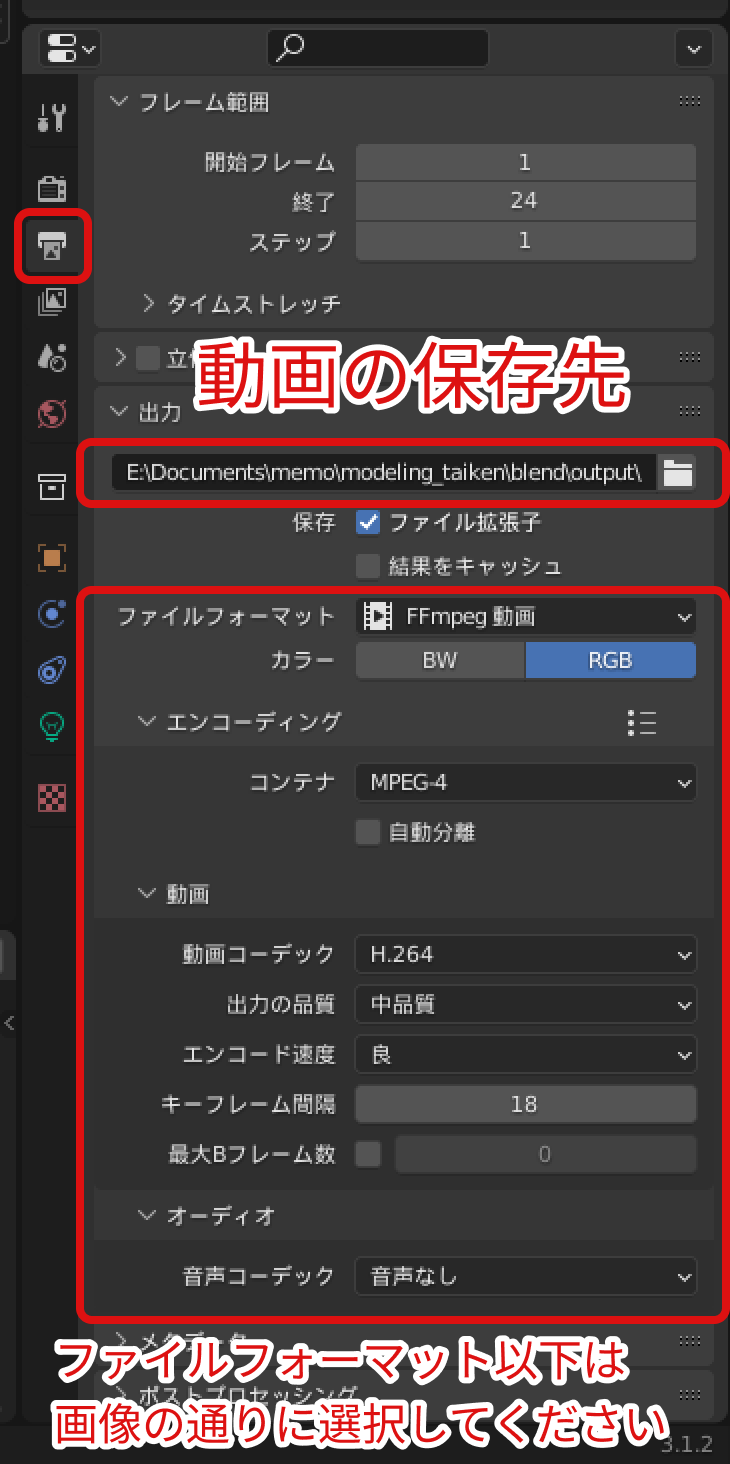 フレーム範囲
開始フレーム 1
終了 24
ステップ 1
タイムストレッチ
動画の保存先
出力
E:\Documents\memo\modeling_taiken\blend\output\
保存 ファイル拡張子
結果をキャッシュ
ファイルフォーマット FFmpeg 動画
カラー BW RGB
エンコーディング
コンテナ MPEG-4
自動分離
動画
動画コーデック H.264
出力の品質 中品質
エンコード速度 良
キーフレーム間隔 18
最大Bフレーム数 0
オーディオ
音声コーデック 音声なし
メタデータ
ファイルフォーマット以下は
ポストプロセッシング
画像の通りに選択してください
3.1.2